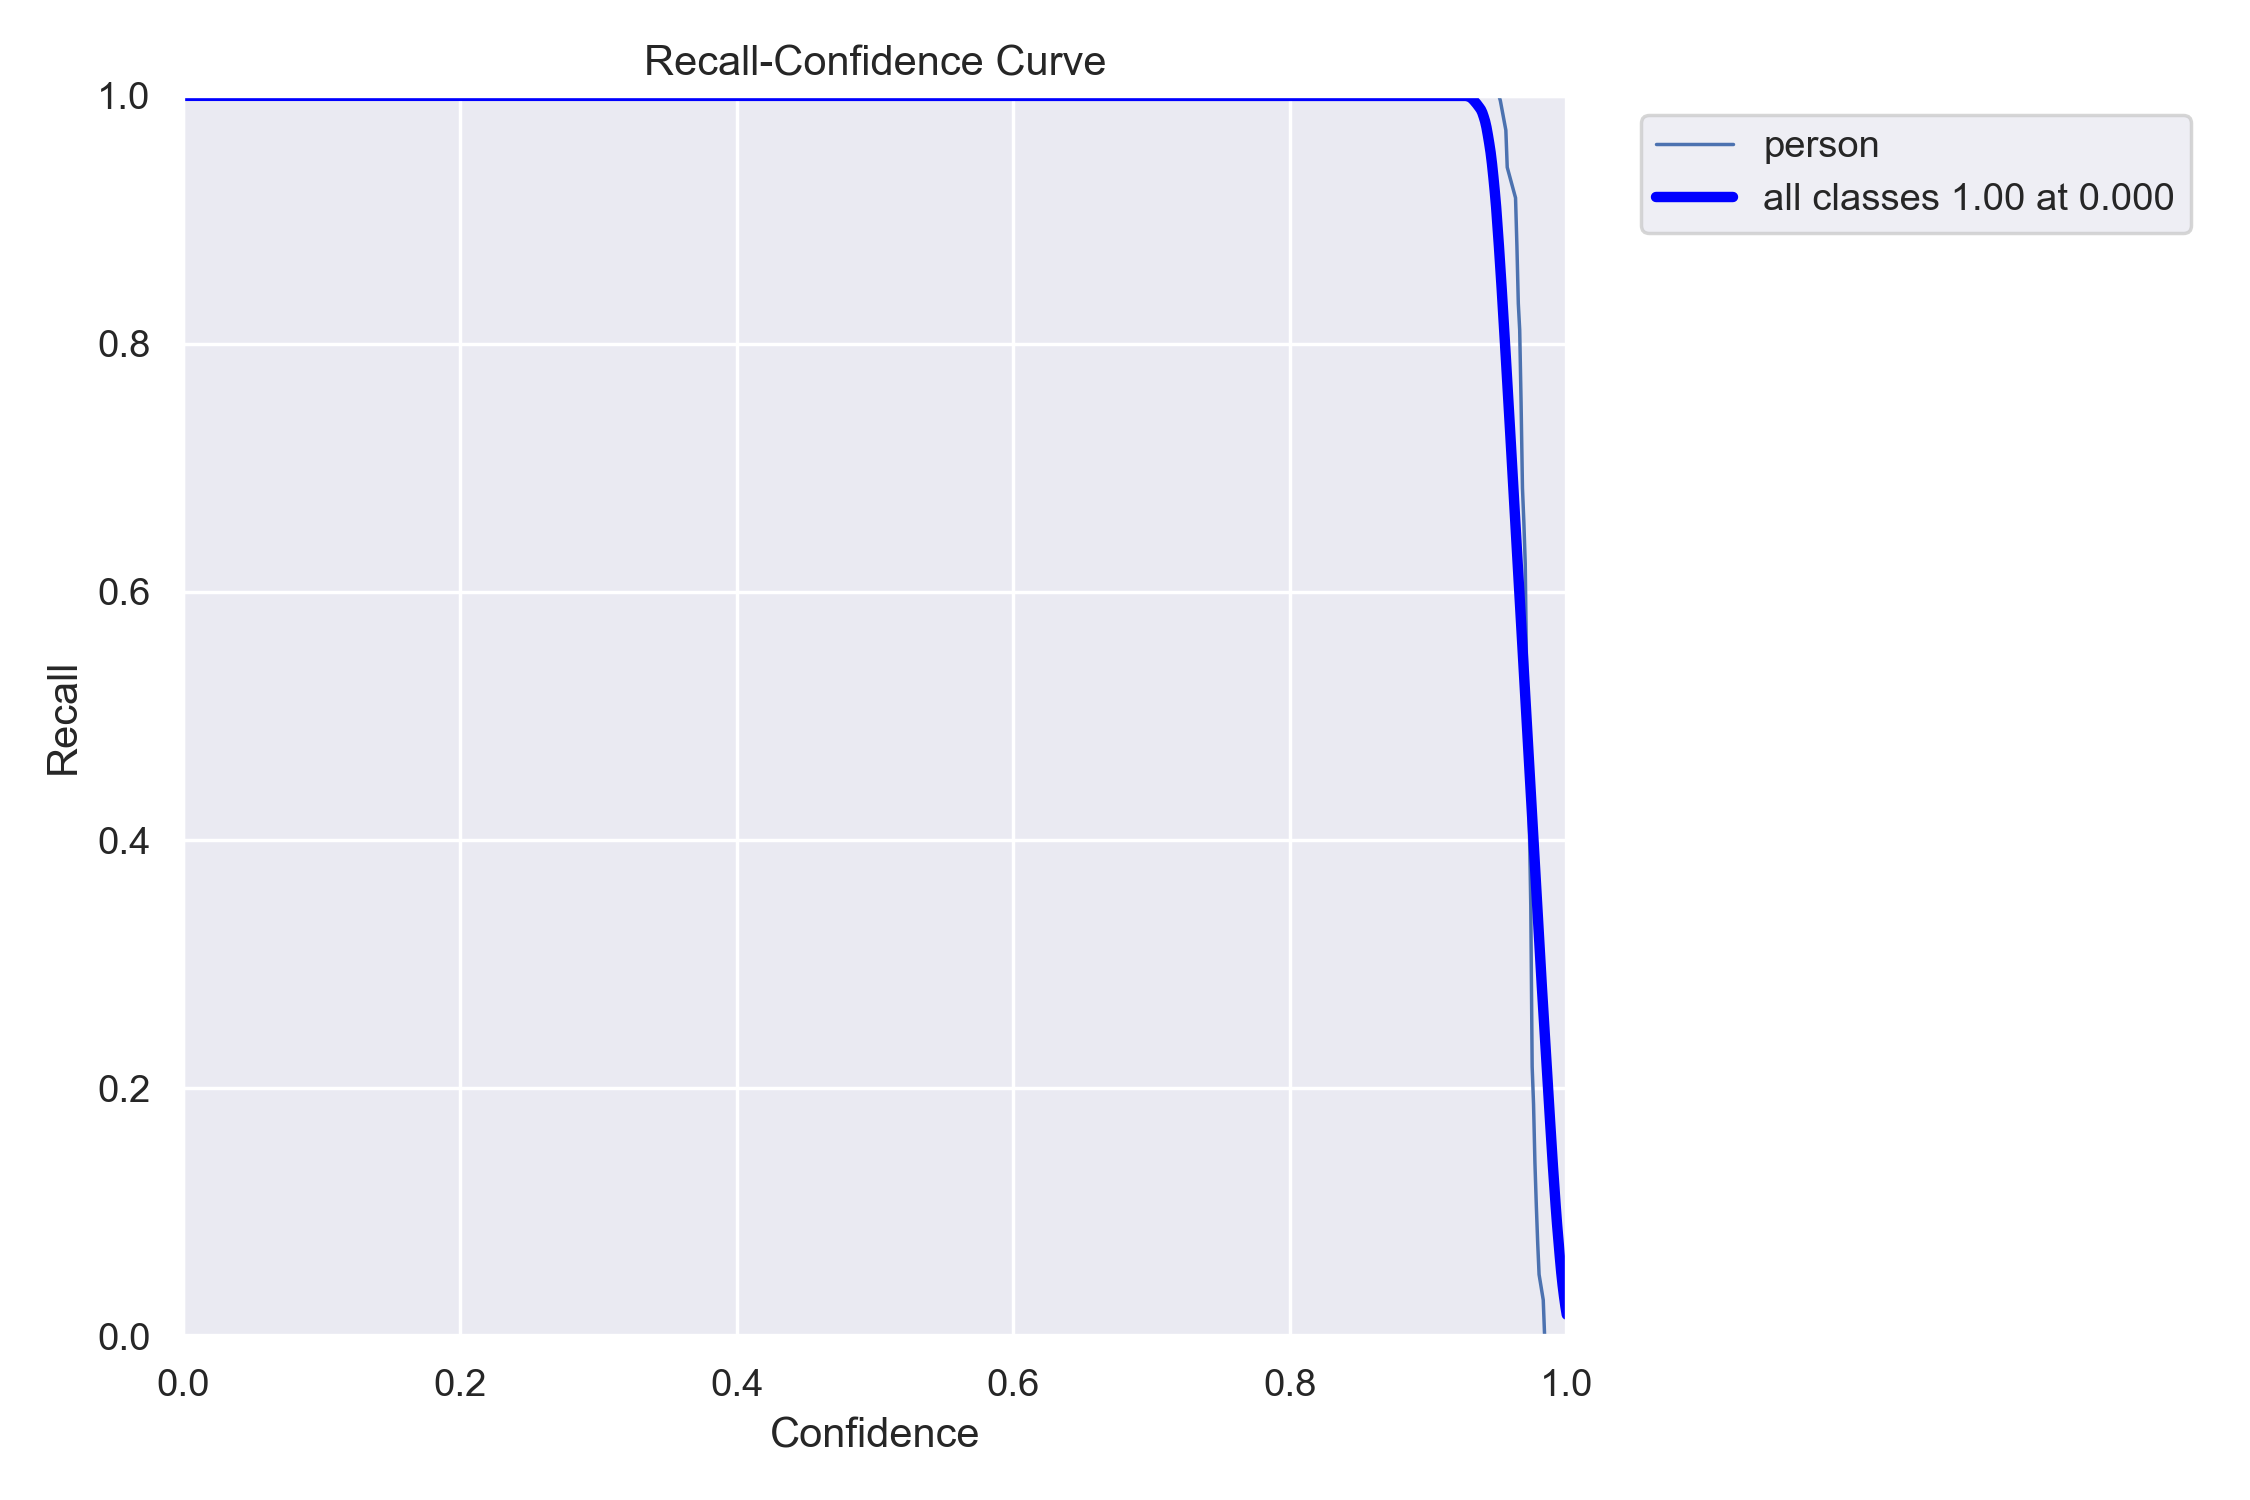 Recall-Confidence Curve
person
all classes 1.00 at 0.000
1.0
0.8
0.6
0.4
0.2
0.0
Recall
0.0 0.2 0.4 0.6 0.8 1.0
Confidence